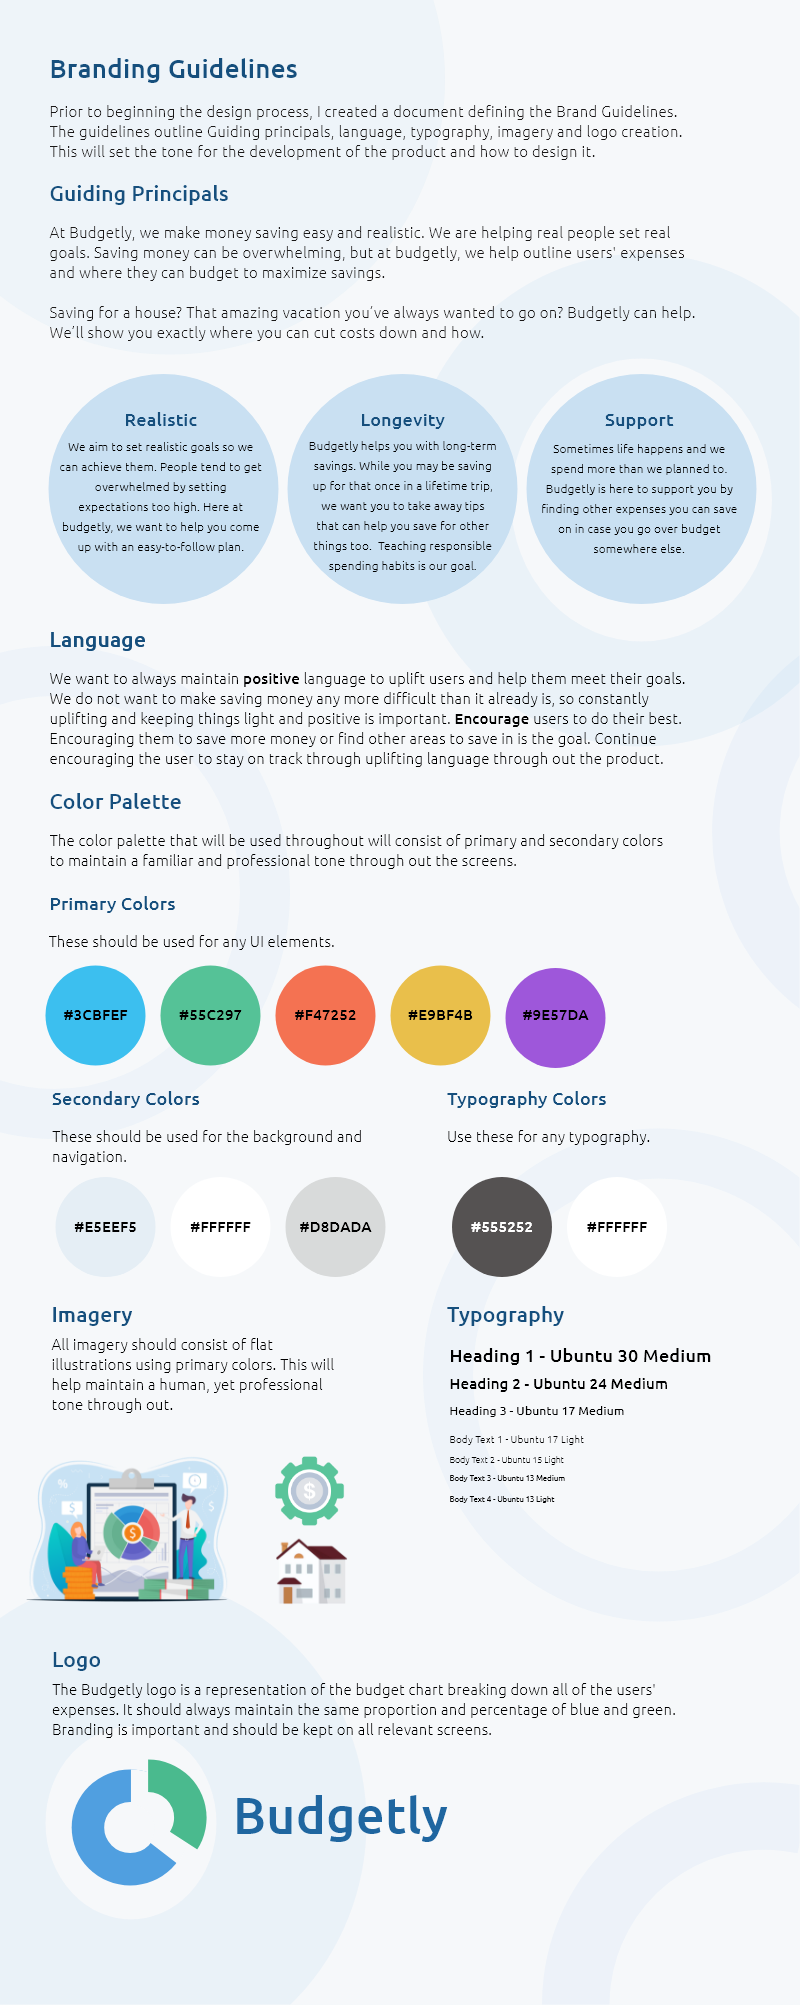 Branding Guidelines
Prior to beginning the design process, I created a document defining the Brand Guidelines.
The guidelines outline Guiding principals, language, typography, imagery and logo creation.
This will set the tone for the development of the product and how to design it.
Guiding Principals
At Budgetly, we make money saving easy and realistic. We are helping real people set real
goals. Saving money can be overwhelming, but at budgetly, we help outline users' expenses
and where they can budget to maximize savings.
Saving for a house? That amazing vacation you’ve always wanted to go on? Budgetly can help.
We’ll show you exactly where you can cut costs down and how.
Realistic
We aim to set realistic goals so we
can achieve them. People tend to get
overwhelmed by setting
expectations too high. Here at
budgetly, we want to help you come
up with an easy-to-follow plan.
Longevity
Budgetly helps you with long-term
savings. While you may be saving
up for that once in a lifetime trip,
we want you to take away tips
that can help you save for other
things too.  Teaching responsible
spending habits is our goal.
Support
Sometimes life happens and we
spend more than we planned to.
Budgetly is here to support you by
finding other expenses you can save
on in case you go over budget
somewhere else.
Language
We want to always maintain positive language to uplift users and help them meet their goals.
We do not want to make saving money any more difficult than it already is, so constantly
uplifting and keeping things light and positive is important. Encourage users to do their best.
Encouraging them to save more money or find other areas to save in is the goal. Continue
encouraging the user to stay on track through uplifting language through out the product.
Color Palette
The color palette that will be used throughout will consist of primary and secondary colors
to maintain a familiar and professional tone through out the screens.
Primary Colors
These should be used for any UI elements.
#3CBFEF #55C297 #F47252 #E9BF4B #9E57DA
Secondary Colors
These should be used for the background and
navigation.
#E5EEF5 #FFFFFF #D8DADA
Typography Colors
Use these for any typography.
#555252 #FFFFFF
Imagery
All imagery should consist of flat
illustrations using primary colors. This will
help maintain a human, yet professional
tone through out.
%
$
$
$
$
$
Typography
Heading 1 - Ubuntu 30 Medium
Heading 2 - Ubuntu 24 Medium
Heading 3 - Ubuntu 17 Medium
Body Text 1 - Ubuntu 17 Light
Body Text 2 - Ubuntu 15 Light
Body Text 3 - Ubuntu 13 Medium
Body Text 4 - Ubuntu 13 Light
Logo
The Budgetly logo is a representation of the budget chart breaking down all of the users'
expenses. It should always maintain the same proportion and percentage of blue and green.
Branding is important and should be kept on all relevant screens.
Budgetly